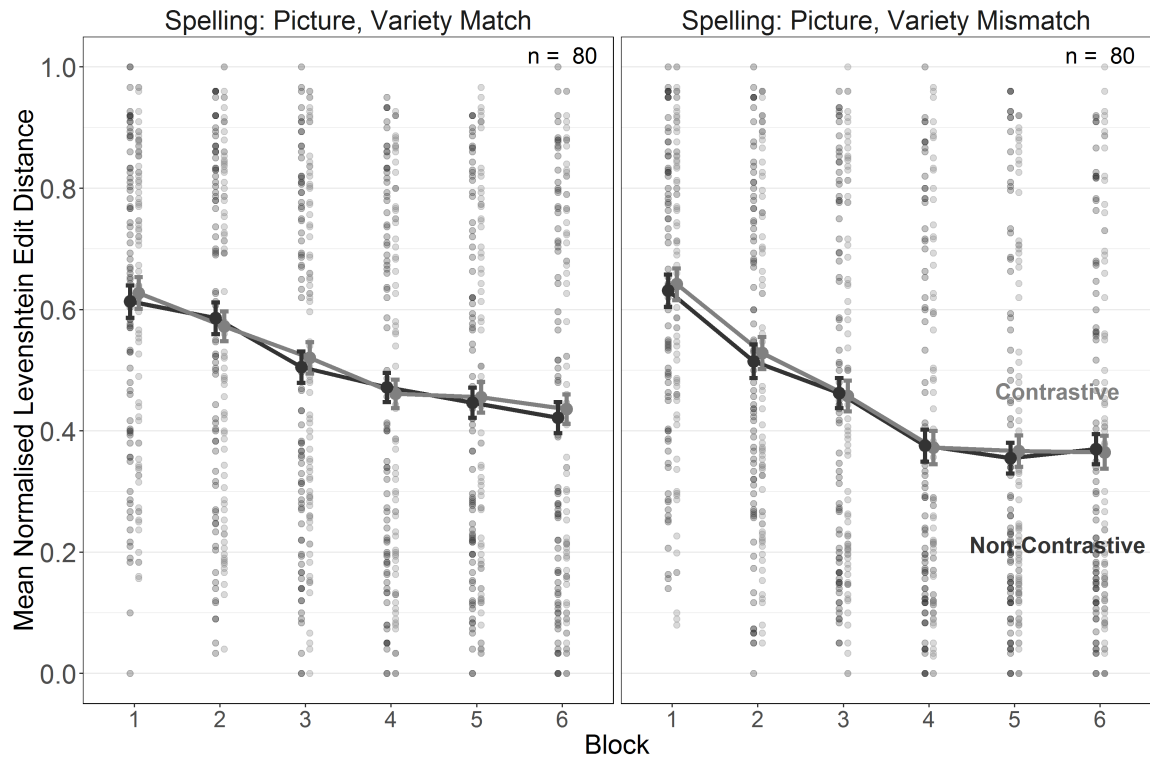 Spelling: Picture, Variety Match
Spelling: Picture, Variety Mismatch
n = 80
n = 80
Mean Normalised Levenshtein Edit Distance
1.0
0.8
0.6
0.4
0.2
0.0
Contrastive
Non-Contrastive
1 2 3 4 5 6
1 2 3 4 5 6
Block